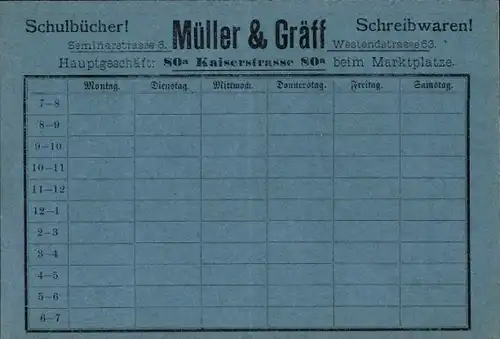 Schulbücher! Müller & Gräff Schreibwaren!
Seminarstrasse 6. Westendstrasse 63.
Hauptgeschäft: 80a Kaiserstrasse 80a beim Marktplatze.
Montag. Dienstag. Mittwoch. Donnerstag. Freitag. Samstag.
7–8
8–9
9–10
10–11
11–12
12–1
2–3
3–4
4–5
5–6
6–7